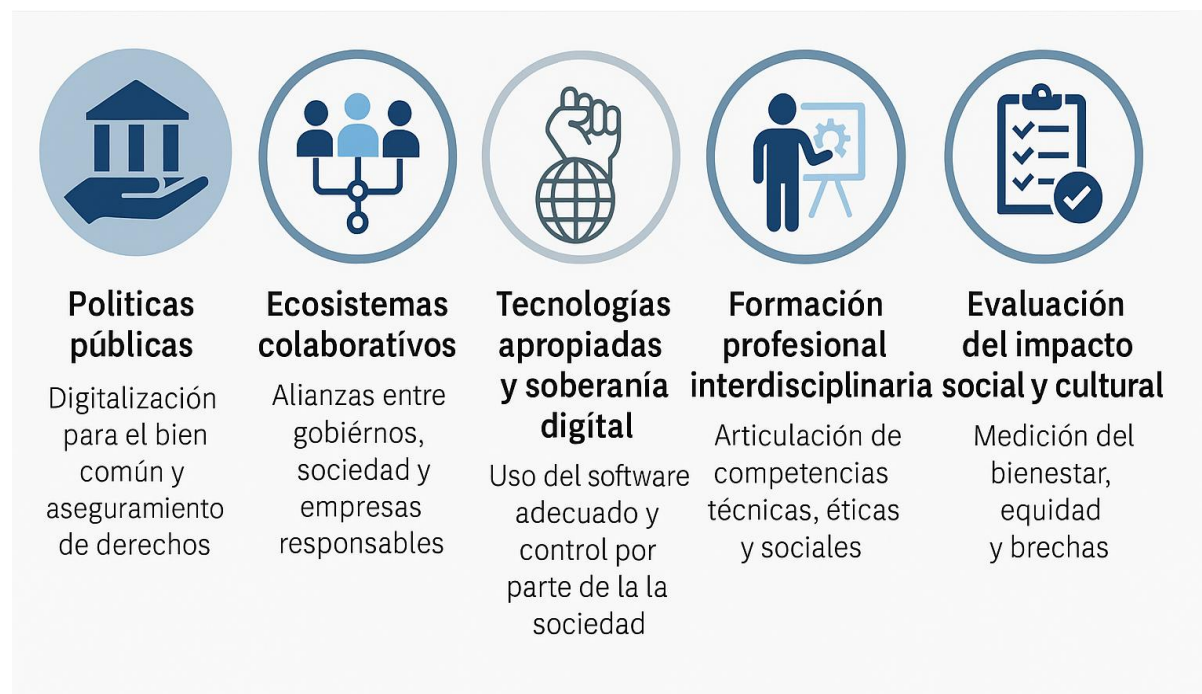 Politicas
públicas
Digitalización
para el bien
común y
aseguramiento
de derechos
Ecosistemas
colaboratívos
Alianzas entre
gobiérnos,
sociedad y
empresas
responsables
Tecnologías
apropiadas
y soberanía
digítal
Uso del software
adecuado y
control por
parte de la la
sociedad
Formación
profesional
interdisciplinaria
Articulación de
competencias
técnicas, éticas
y sociales
Evaluación
del impacto
social y cultural
Medición del
bienestar,
equidad
y brechas